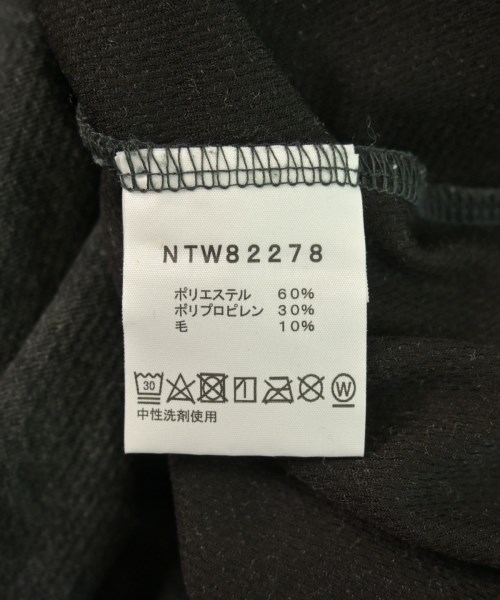 NTW82278
ポリエステル 60%
ポリプロピレン 30%
毛 10%
30 W
中性洗剤使用